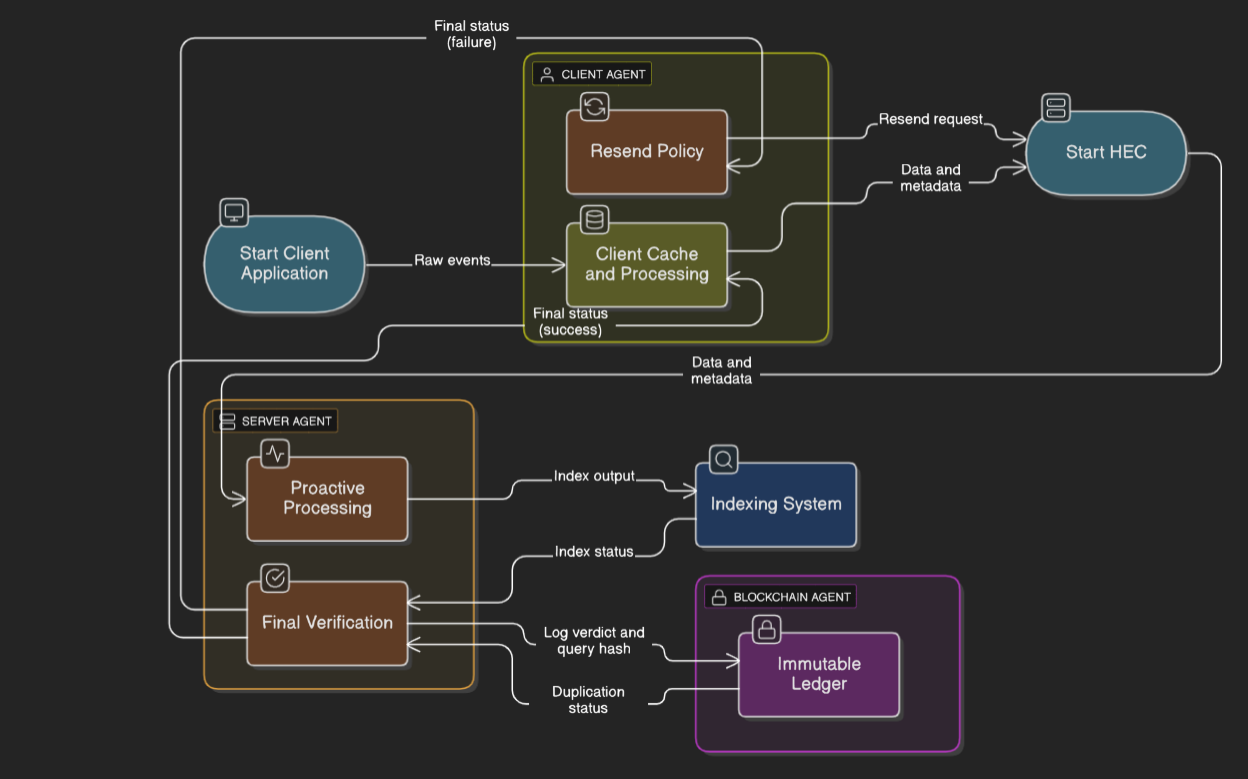 Final status
(failure)
CLIENT AGENT
Resend Policy
Resend request
Start HEC
Data and
metadata
Start Client
Application
Raw events
Client Cache
and Processing
Final status
(success)
Data and
metadata
SERVER AGENT
Proactive
Processing
Index output
Indexing System
Index status
Final Verification
BLOCKCHAIN AGENT
Log verdict and
query hash
Immutable
Ledger
Duplication
status